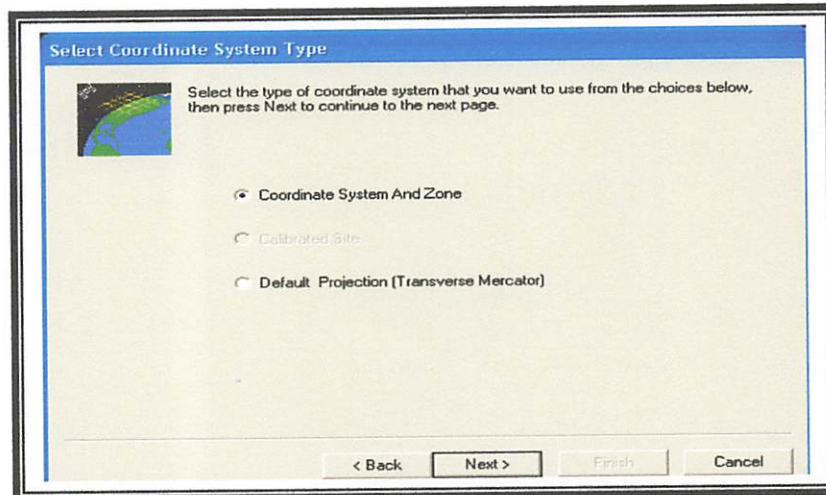 Select Coordinate System Type
Select the type of coordinate system that you want to use from the choices below,
then press Next to continue to the next page.
Coordinate System And Zone
Calibrated Site
Default Projection (Transverse Mercator)
< Back Next > Finish Cancel